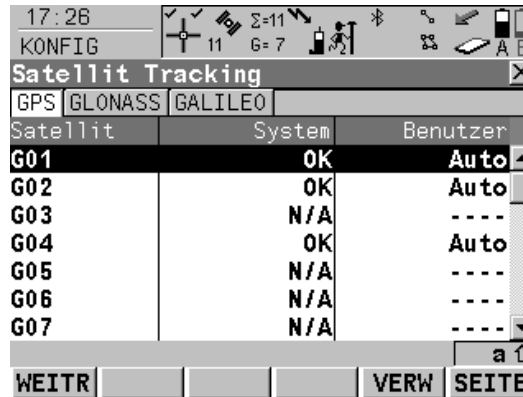 17:26 Σ=11
KONFIG 11 G= 7 A
Satellit Tracking X
GPS GLONASS GALILEO
Satellit System Benutzer
G01 OK Auto
G02 OK Auto
G03 N/A ----
G04 OK Auto
G05 N/A ----
G06 N/A ----
G07 N/A ----
a
WEITR VERW SEITE